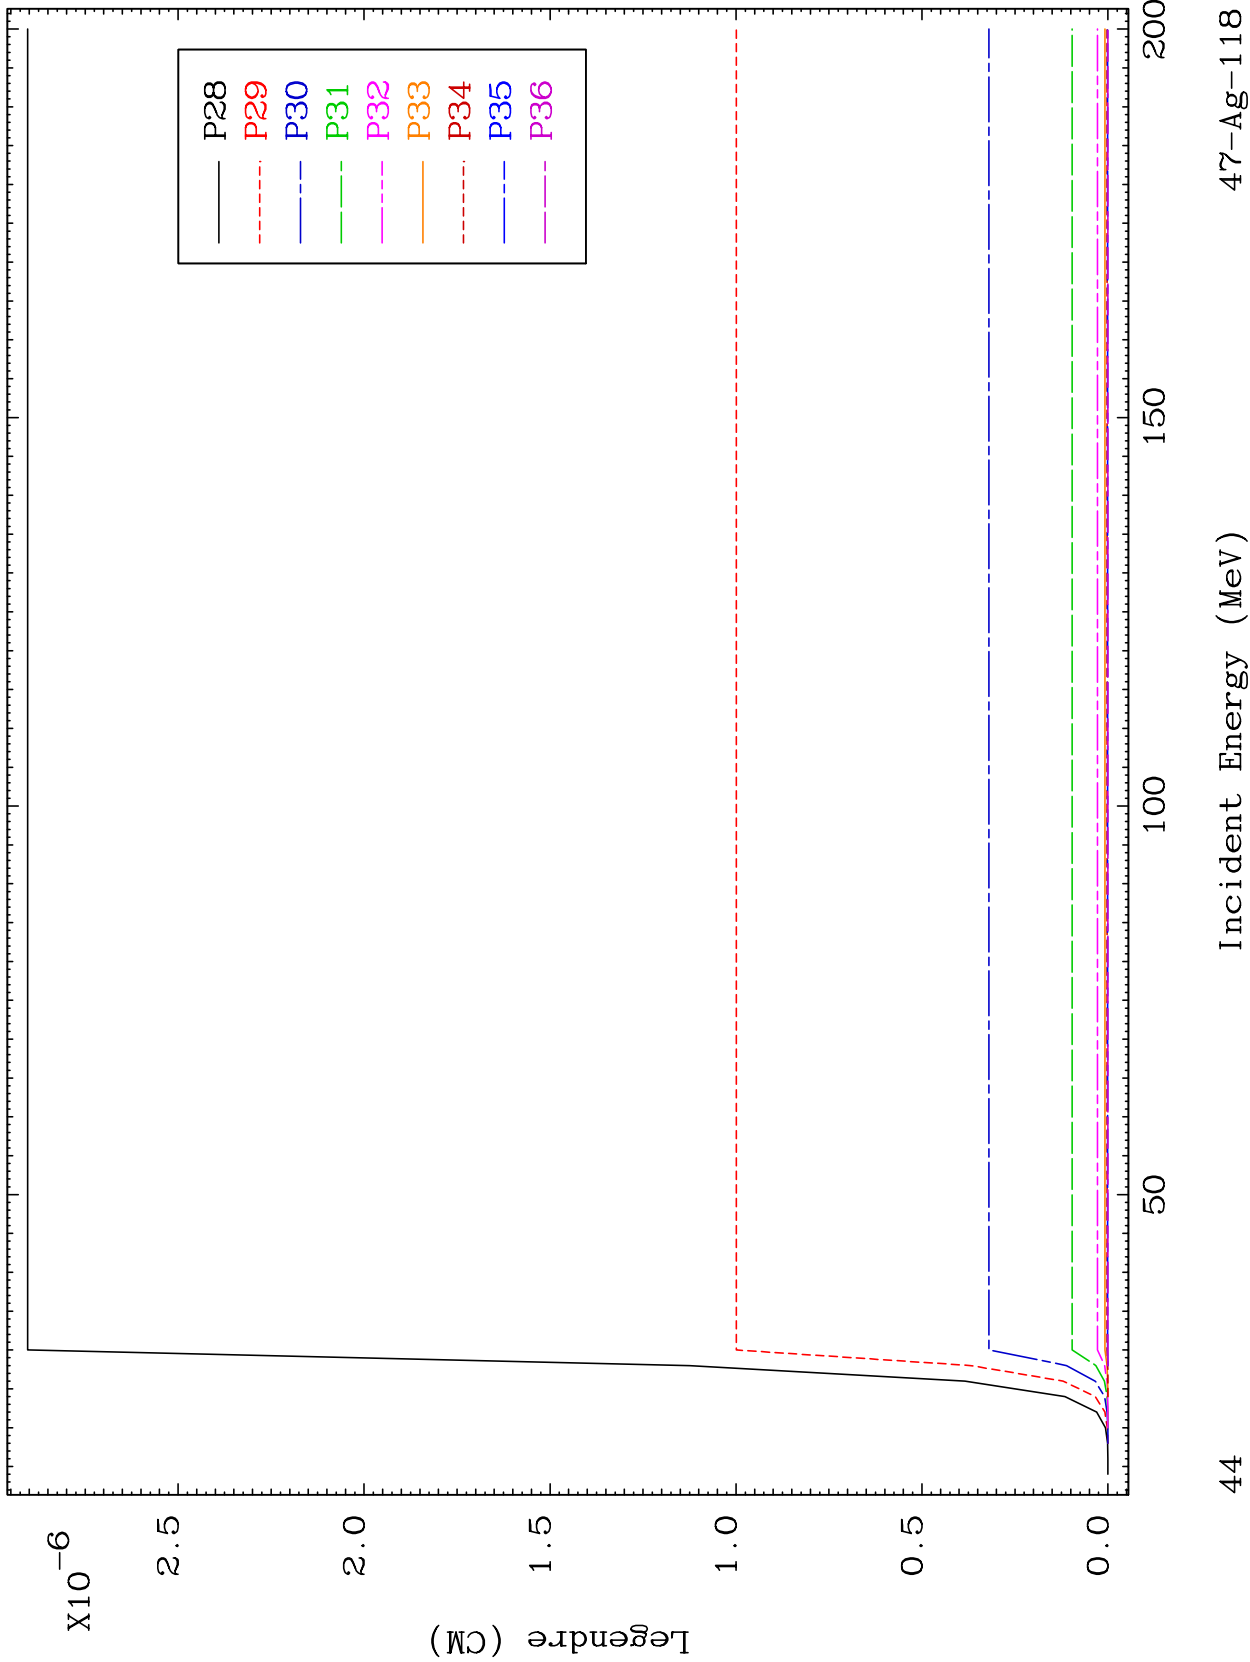 X10⁻⁶
2.5
2.0
1.5
1.0
0.5
0.0
Legendre (CM)
P28
P29
P30
P31
P32
P33
P34
P35
P36
50
100
150
200
Incident Energy (MeV)
44
47-Ag-118